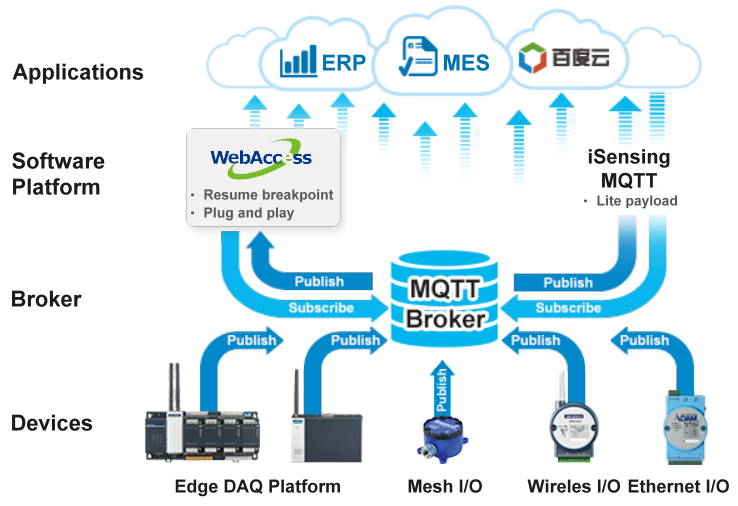 Applications
ERP
MES
百度云
Software
Platform
WebAccess
· Resume breakpoint
· Plug and play
iSensing
MQTT
· Lite payload
Broker
Publish
Subscribe
MQTT
Broker
Publish
Subscribe
Publish
Publish
Publish
Publish
Publish
Devices
ADAM
Edge DAQ Platform
Mesh I/O
Wireles I/O
Ethernet I/O